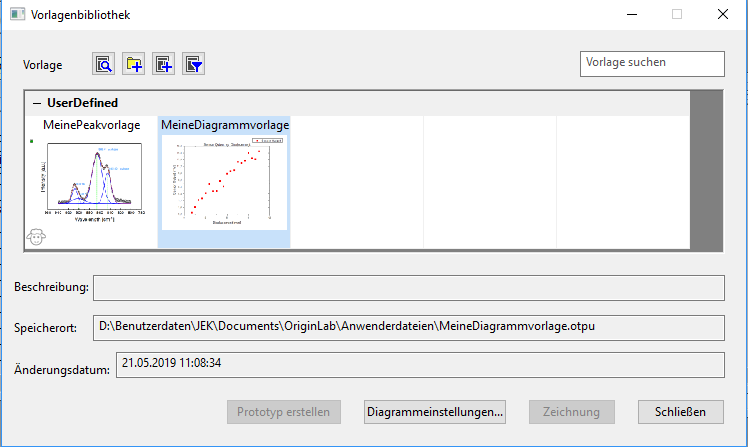 Vorlagenbibliothek
Vorlage
Vorlage suchen
UserDefined
MeinePeakvorlage
MeineDiagrammvorlage
Beschreibung:
Speicherort:
D:\Benutzerdaten\JEK\Documents\OriginLab\Anwenderdateien\MeineDiagrammvorlage.otpu
Änderungsdatum:
21.05.2019 11:08:34
Prototyp erstellen
Diagrammeinstellungen...
Zeichnung
Schließen